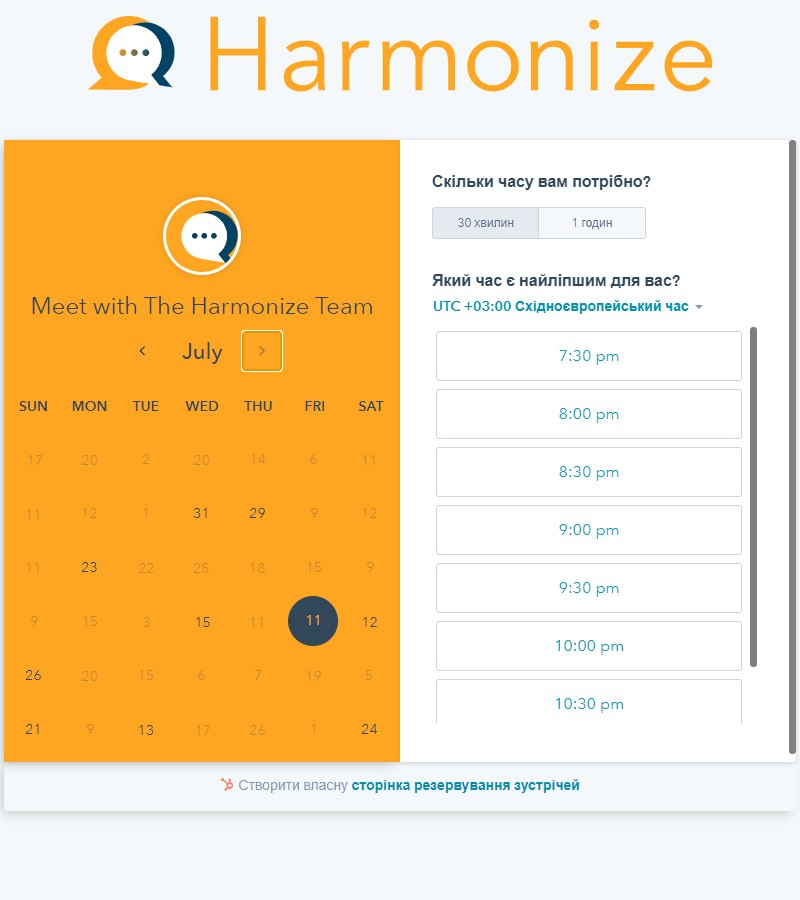 Harmonize
Meet with The Harmonize Team
July
SUN MON TUE WED THU FRI SAT
17 20 2 20 14 6 11
11 12 1 31 29 9 12
11 23 22 25 18 15 9
9 15 3 15 11 11 12
26 20 15 6 7 19 5
21 9 13 17 26 1 24
Скільки часу вам потрібно?
30 хвилин 1 годин
Який час є найліпшим для вас?
UTC +03:00 Східноєвропейський час
7:30 pm
8:00 pm
8:30 pm
9:00 pm
9:30 pm
10:00 pm
10:30 pm
Створити власну сторінка резервування зустрічей